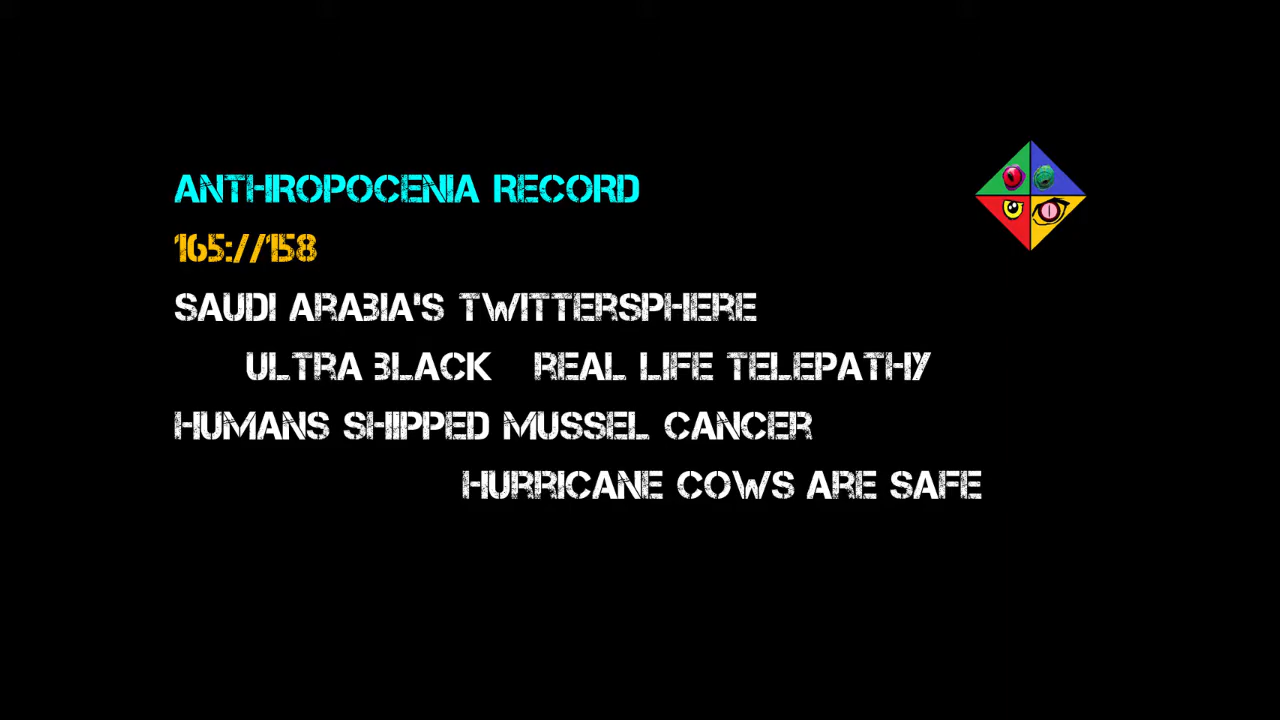 ANTHROPOCENIA RECORD
165://158
SAUDI ARABIA'S TWITTERSPHERE
ULTRA BLACK REAL LIFE TELEPATHY
HUMANS SHIPPED MUSSEL CANCER
HURRICANE COWS ARE SAFE